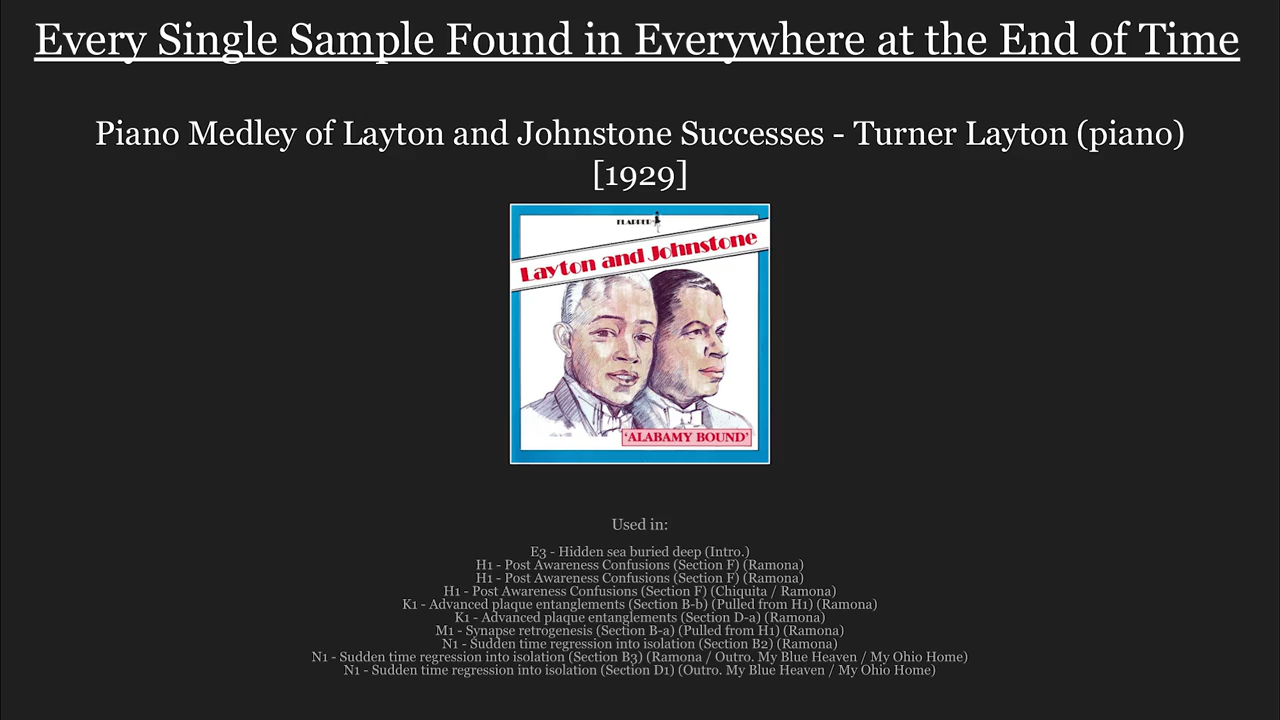 Every Single Sample Found in Everywhere at the End of Time
Piano Medley of Layton and Johnstone Successes - Turner Layton (piano)
[1929]
FLAPPER
Layton and Johnstone
'ALABAMY BOUND'
Used in:
E3 - Hidden sea buried deep (Intro.)
H1 - Post Awareness Confusions (Section F) (Ramona)
H1 - Post Awareness Confusions (Section F) (Ramona)
H1 - Post Awareness Confusions (Section F) (Chiquita / Ramona)
K1 - Advanced plaque entanglements (Section B-b) (Pulled from H1) (Ramona)
K1 - Advanced plaque entanglements (Section D-a) (Ramona)
M1 - Synapse retrogenesis (Section B-a) (Pulled from H1) (Ramona)
N1 - Sudden time regression into isolation (Section B2) (Ramona)
N1 - Sudden time regression into isolation (Section B3) (Ramona / Outro. My Blue Heaven / My Ohio Home)
N1 - Sudden time regression into isolation (Section D1) (Outro. My Blue Heaven / My Ohio Home)